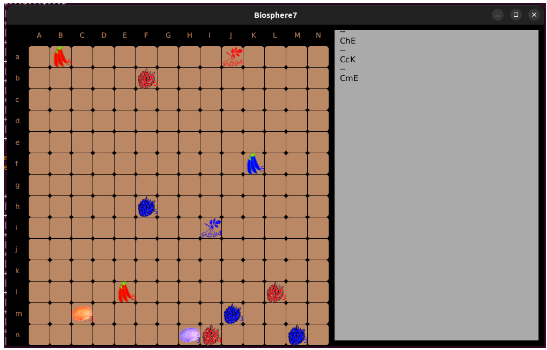 Biosphere7
A B C D E F G H I J K L M N
a
b
c
d
e
f
g
h
i
j
k
l
m
n
--
ChE
--
CcK
--
CmE